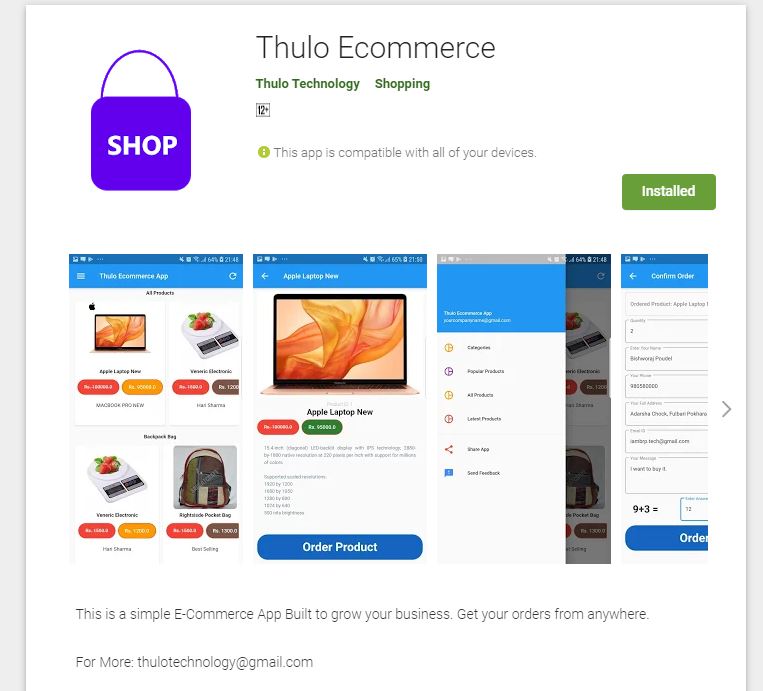 SHOP
Thulo Ecommerce
Thulo Technology Shopping
12+
This app is compatible with all of your devices.
Installed
64% 21:48
Thulo Ecommerce App
All Products
Apple Laptop New
Veneric Electronic
Rs. 100000.0 Rs. 95000.0
Rs. 1500.0 Rs. 1200
MACBOOK PRO NEW
Hari Sharma
Backpack Bag
Veneric Electronic
Rightside Pocket Bag
Rs. 1500.0 Rs. 1200.0
Rs. 1500.0 Rs. 1300.0
Hari Sharma
Best Selling
65% 21:50
Apple Laptop New
Product ID: 1
Apple Laptop New
Rs. 100000.0 Rs. 95000.0
15.4-inch (diagonal) LED-backlit display with IPS technology; 2880-
by-1800 native resolution at 220 pixels per inch with support for millions
of colors
Supported scaled resolutions:
1920 by 1200
1680 by 1050
1280 by 800
1024 by 640
500 nits brightness
Order Product
64% 21:48
Thulo Ecommerce App
yourcompanyname@gmail.com
Categories
Popular Products
All Products
Latest Products
Share App
Send Feedback
Confirm Order
Ordered Product: Apple Laptop
Quantity
2
Enter Your Name
Bishworaj Poudel
Your Phone
980580000
Your Full Address
Adarsha Chock, Fulbari Pokhara
Email ID
iambrp.tech@gmail.com
Your Message
I want to buy it.
Enter Answer
9+3 = 12
Order
This is a simple E-Commerce App Built to grow your business. Get your orders from anywhere.
For More: thulotechnology@gmail.com